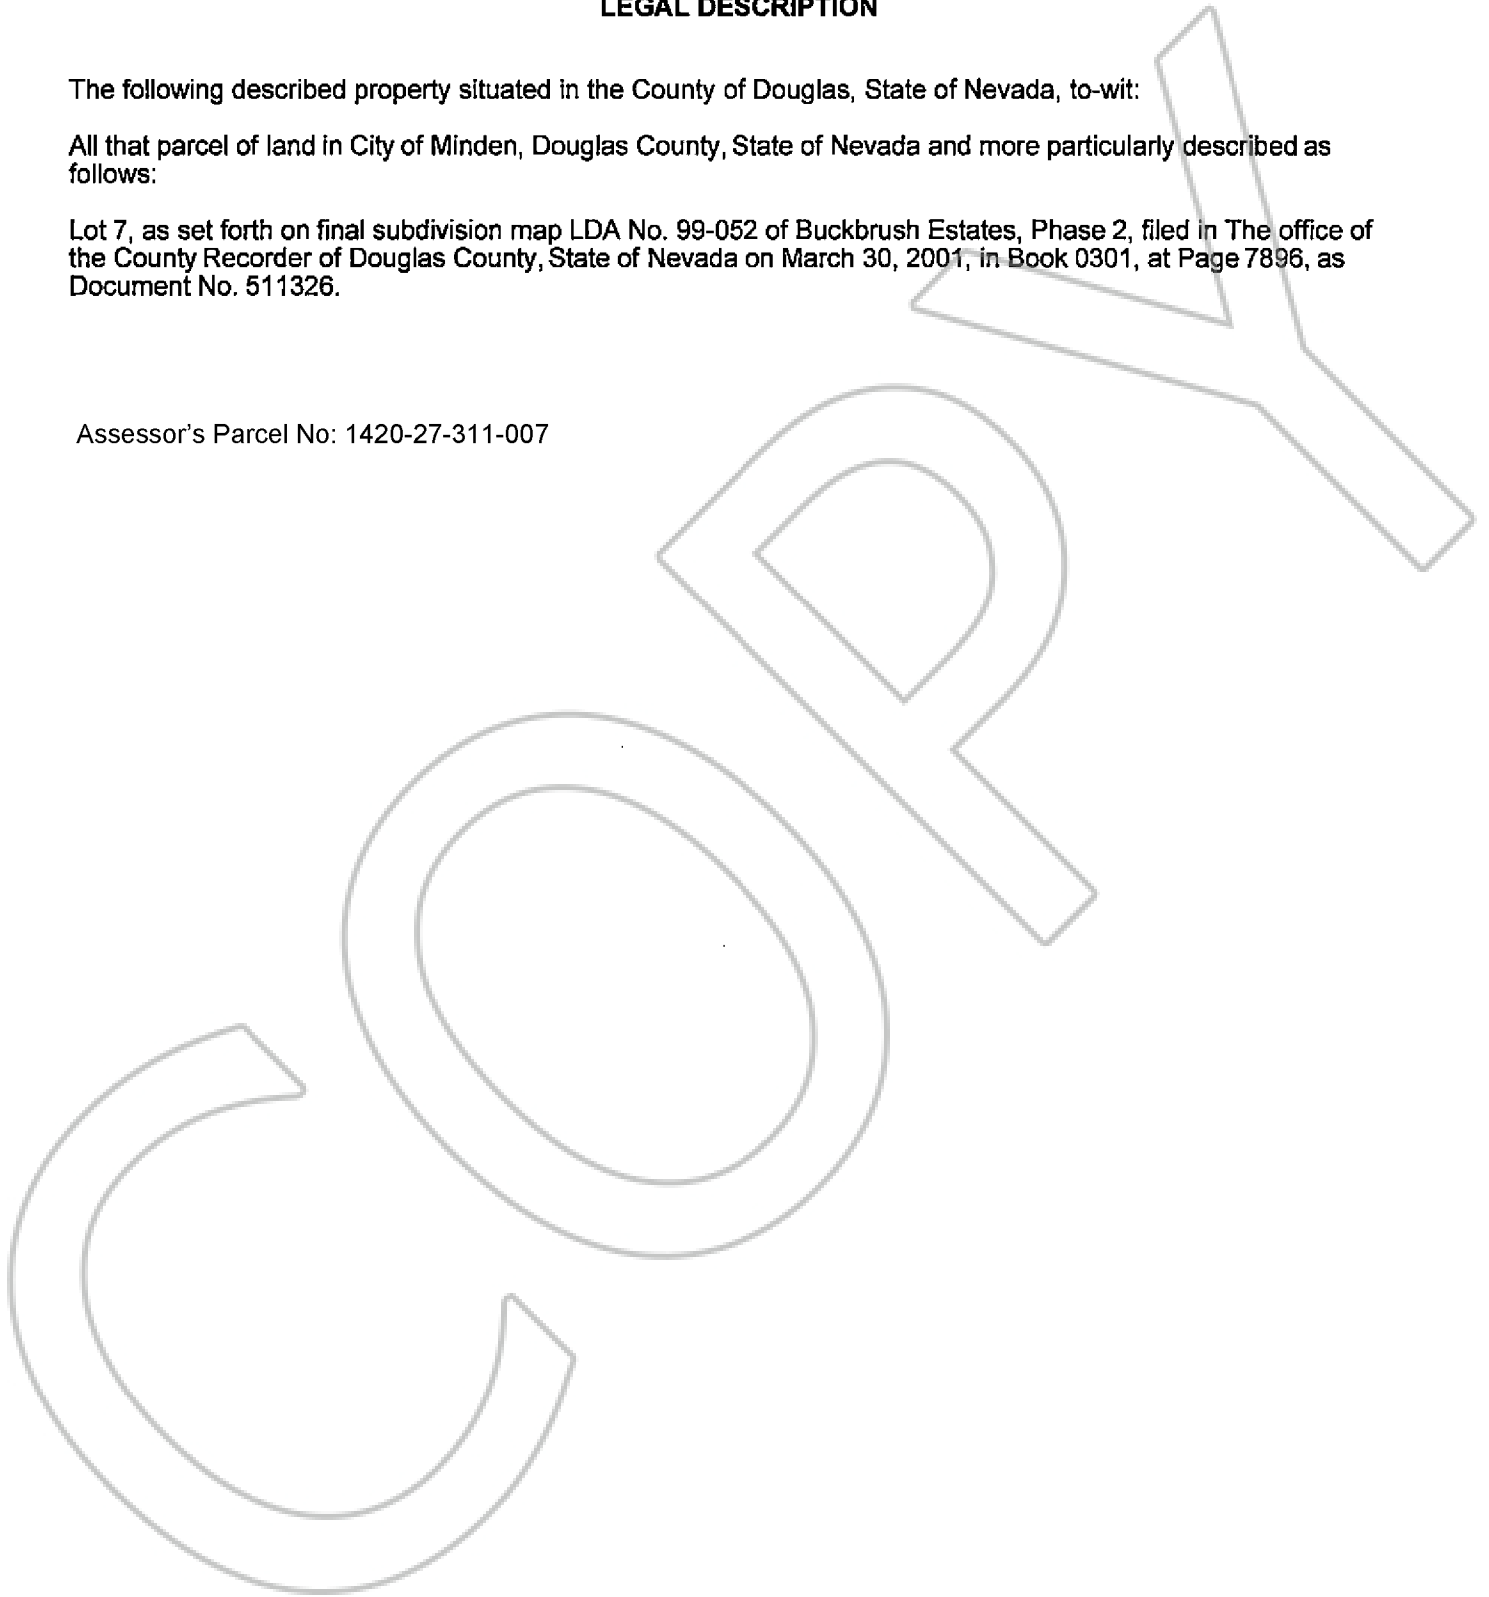 LEGAL DESCRIPTION
The following described property situated in the County of Douglas, State of Nevada, to-wit:
All that parcel of land in City of Minden, Douglas County, State of Nevada and more particularly described as
follows:
Lot 7, as set forth on final subdivision map LDA No. 99-052 of Buckbrush Estates, Phase 2, filed in The office of
the County Recorder of Douglas County, State of Nevada on March 30, 2001, in Book 0301, at Page 7896, as
Document No. 511326.
Assessor’s Parcel No: 1420-27-311-007
COPY